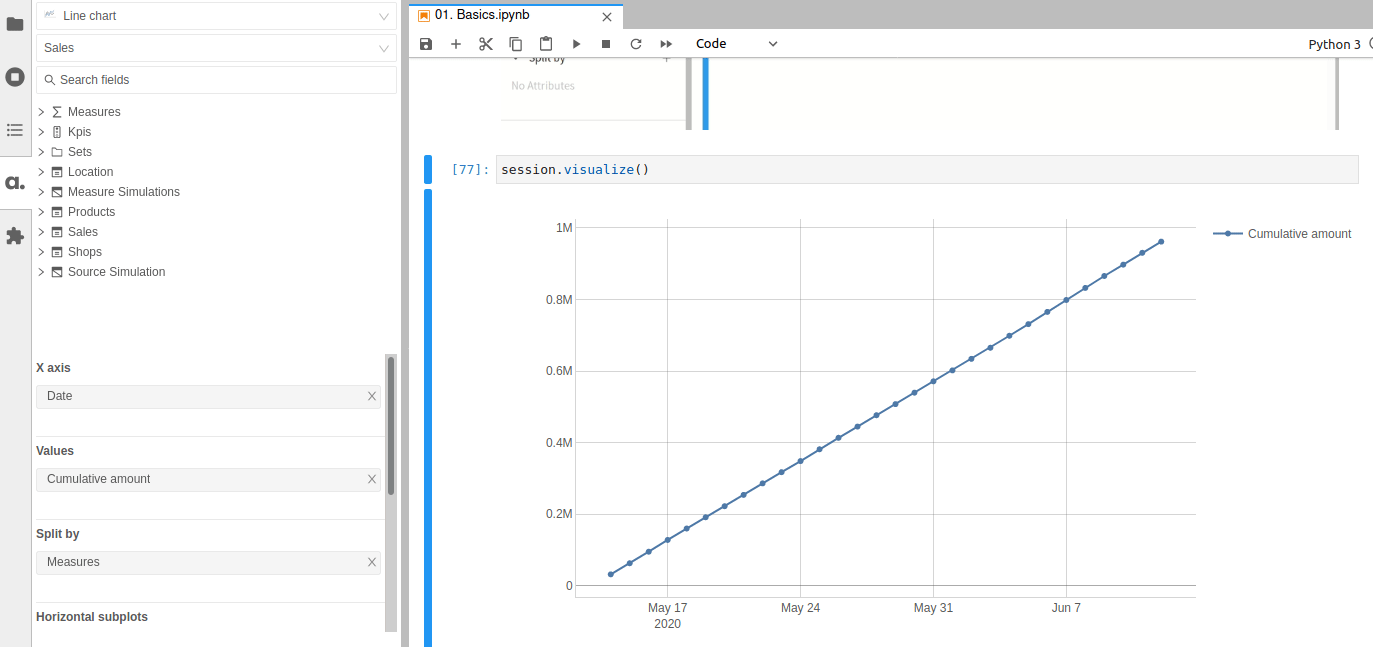 Line chart
Sales
Search fields
Measures
Kpis
Sets
Location
Measure Simulations
Products
Sales
Shops
Source Simulation
X axis
Date
Values
Cumulative amount
Split by
Measures
Horizontal subplots
a.
01. Basics.ipynb
Code
Python 3
Split by
No Attributes
[77]: session.visualize()
1M
0.8M
0.6M
0.4M
0.2M
0
May 17 May 24 May 31 Jun 7
2020
Cumulative amount